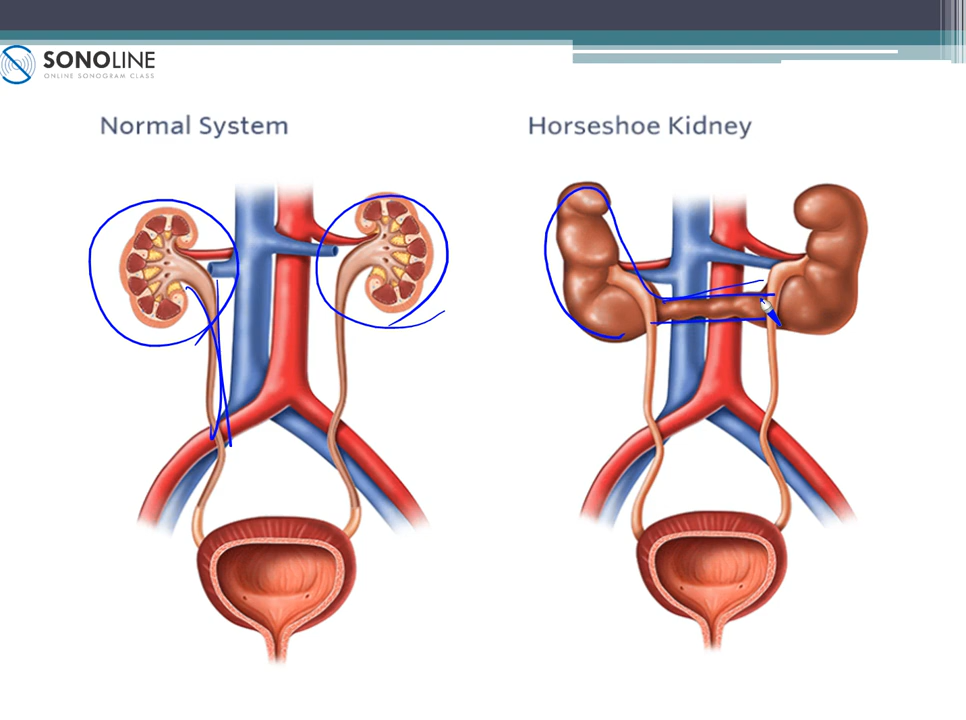 SONOLINE
ONLINE SONOGRAM CLASS
Normal System
Horseshoe Kidney